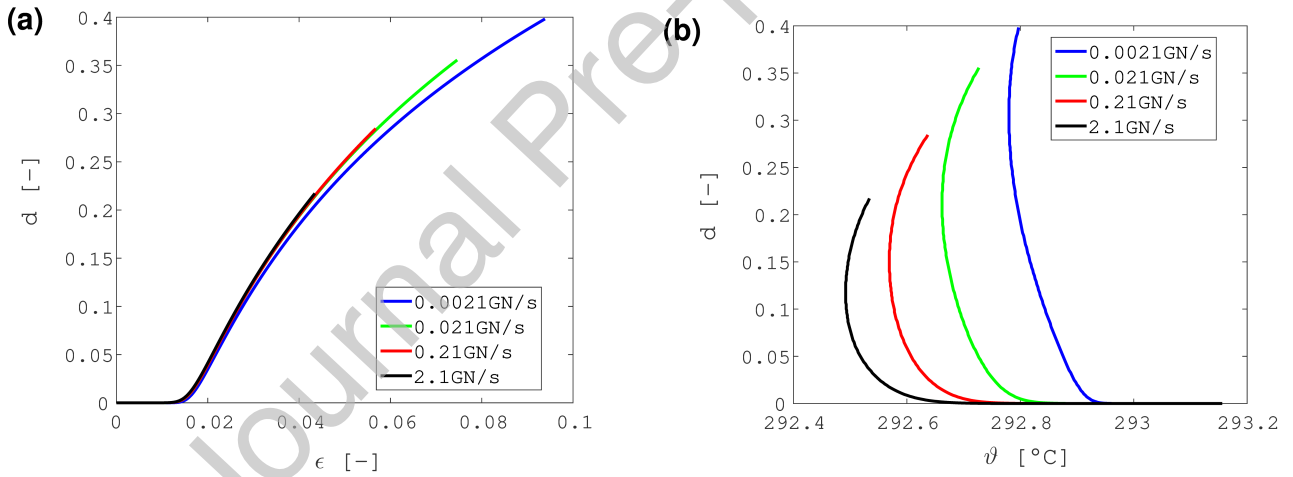 (a)
0.4
0.35
0.3
0.25
0.2
0.15
0.1
0.05
0
d [−]
0 0.02 0.04 0.06 0.08 0.1
ϵ [−]
0.0021GN/s
0.021GN/s
0.21GN/s
2.1GN/s
(b)
0.4
0.35
0.3
0.25
0.2
0.15
0.1
0.05
0
d [−]
292.4 292.6 292.8 293 293.2
ϑ [°C]
0.0021GN/s
0.021GN/s
0.21GN/s
2.1GN/s
Journal Pre-